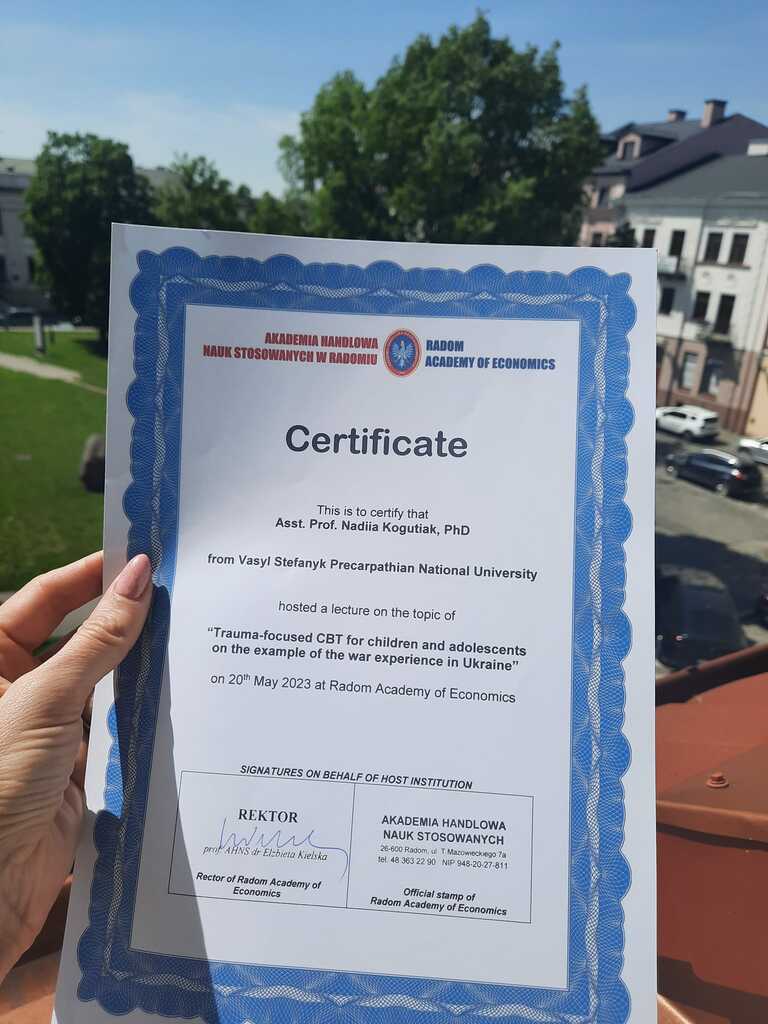 AKADEMIA HANDLOWA
NAUK STOSOWANYCH W RADOMIU
RADOM
ACADEMY OF ECONOMICS
Certificate
This is to certify that
Asst. Prof. Nadiia Kogutiak, PhD
from Vasyl Stefanyk Precarpathian National University
hosted a lecture on the topic of
“Trauma-focused CBT for children and adolescents
on the example of the war experience in Ukraine”
on 20th May 2023 at Radom Academy of Economics
SIGNATURES ON BEHALF OF HOST INSTITUTION
REKTOR
prof. AHNS dr Elżbieta Kielska
Rector of Radom Academy of
Economics
AKADEMIA HANDLOWA
NAUK STOSOWANYCH
26-600 Radom, ul. T. Mazowieckiego 7a
tel. 48 363 22 90 NIP 948-20-27-811
Official stamp of
Radom Academy of Economics